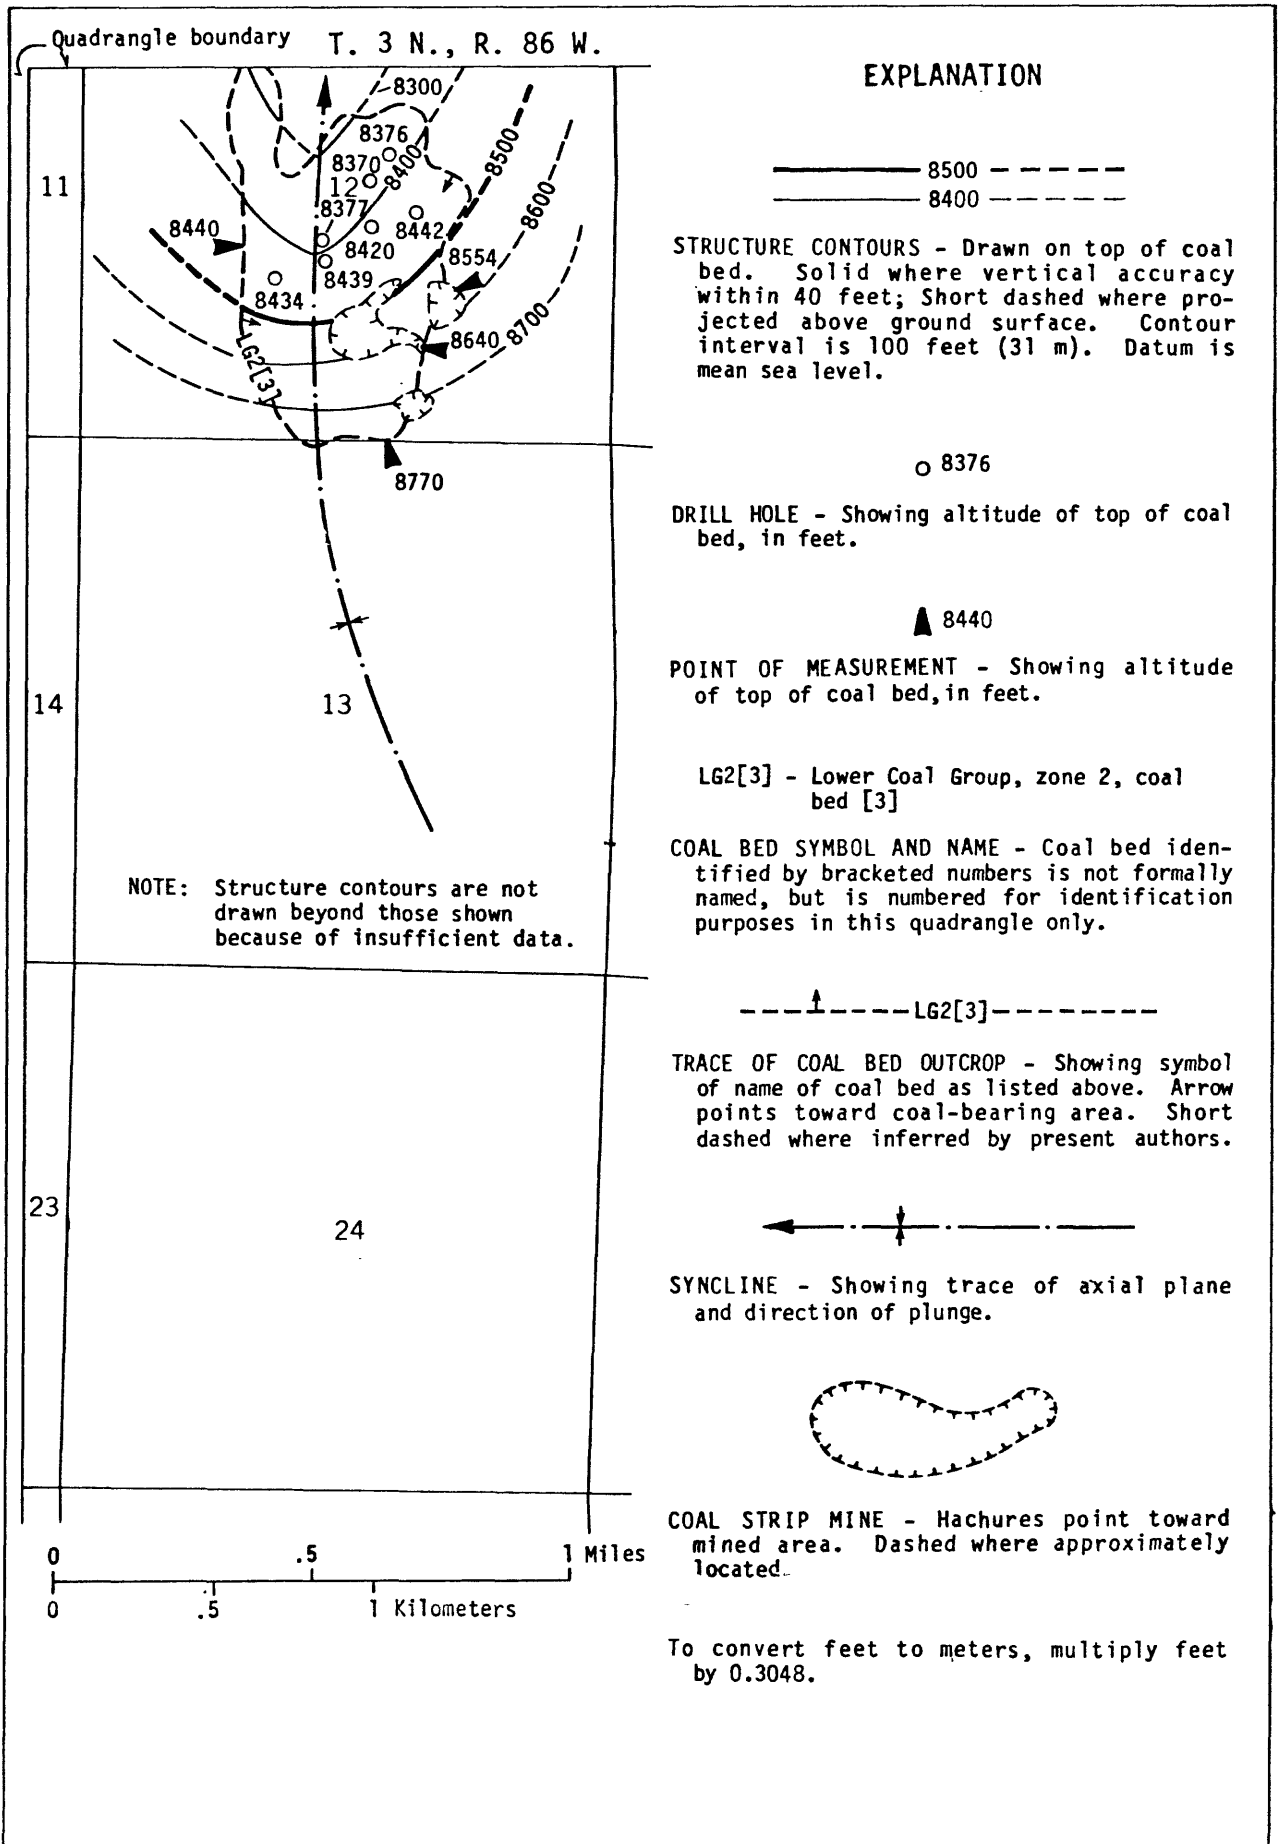 Quadrangle boundary
T. 3 N., R. 86 W.
8300
8376
8370
8400
8500
11
12
8377
8600
8440
8420
8442
8554
8439
8434
8700
LG2[3]
8640
8770
14
13
NOTE: Structure contours are not
drawn beyond those shown
because of insufficient data.
23
24
0 .5 1 Miles
0 .5 1 Kilometers
EXPLANATION
8500
8400
STRUCTURE CONTOURS - Drawn on top of coal
bed. Solid where vertical accuracy
within 40 feet; Short dashed where pro-
jected above ground surface. Contour
interval is 100 feet (31 m). Datum is
mean sea level.
8376
DRILL HOLE - Showing altitude of top of coal
bed, in feet.
8440
POINT OF MEASUREMENT - Showing altitude
of top of coal bed, in feet.
LG2[3] - Lower Coal Group, zone 2, coal
bed [3]
COAL BED SYMBOL AND NAME - Coal bed iden-
tified by bracketed numbers is not formally
named, but is numbered for identification
purposes in this quadrangle only.
LG2[3]
TRACE OF COAL BED OUTCROP - Showing symbol
of name of coal bed as listed above. Arrow
points toward coal-bearing area. Short
dashed where inferred by present authors.
SYNCLINE - Showing trace of axial plane
and direction of plunge.
COAL STRIP MINE - Hachures point toward
mined area. Dashed where approximately
located.
To convert feet to meters, multiply feet
by 0.3048.